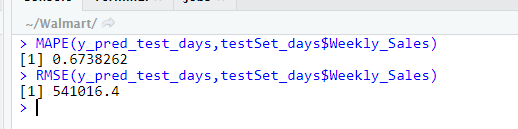 ~/Walmart/
> MAPE(y_pred_test_days,testSet_days$Weekly_Sales)
[1] 0.6738262
> RMSE(y_pred_test_days,testSet_days$Weekly_Sales)
[1] 541016.4
>